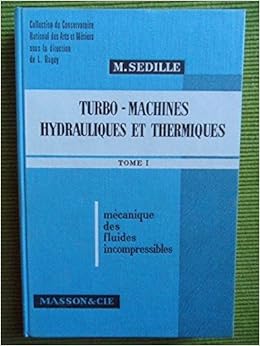 Collection du Conservatoire
National des Arts et Métiers
sous la direction
de L. Ragey
M. SEDILLE
TURBO-MACHINES
HYDRAULIQUES ET THERMIQUES
TOME I
mécanique
des
fluides
incompressibles
MASSON & CIE